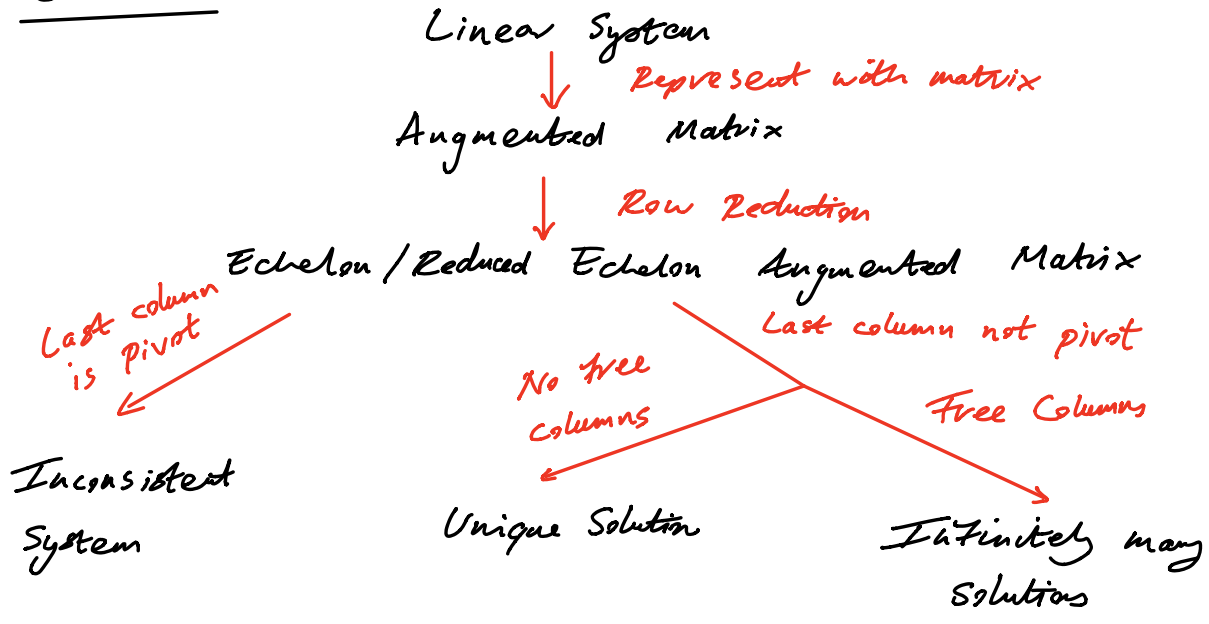 Linear System
Represent with matrix
Augmented Matrix
Row Reduction
Echelon/Reduced Echelon Augmented Matrix
Last column
is pivot
Last column not pivot
No free
columns
Free Columns
Inconsistent
System
Unique Solution
Infinitely many
solutions